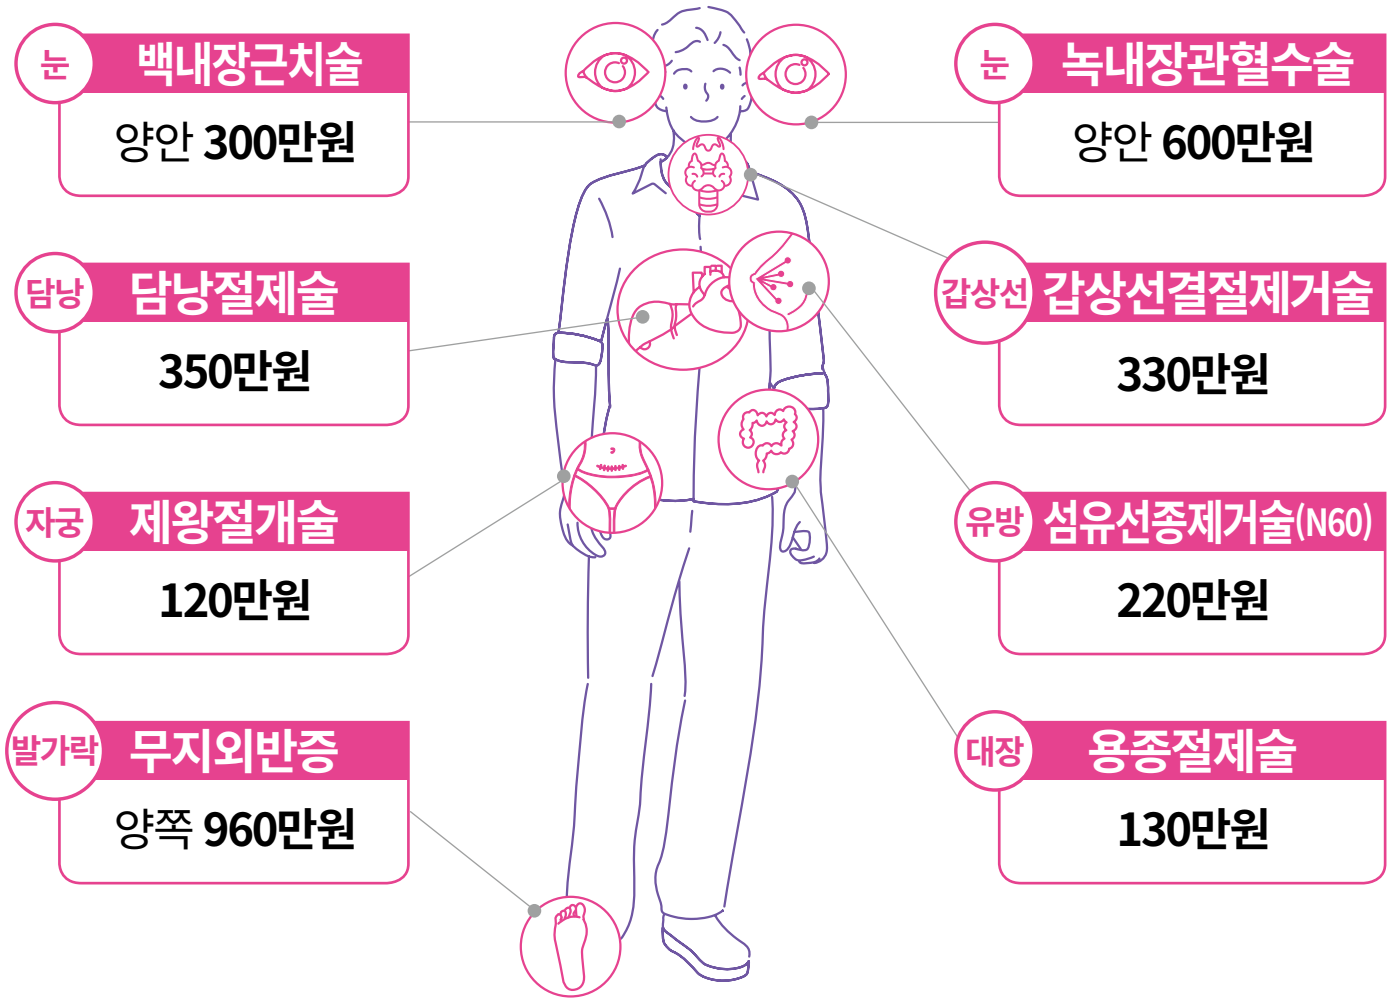 눈 백내장근치술
양안 300만원
담낭 담낭절제술
350만원
자궁 제왕절개술
120만원
발가락 무지외반증
양쪽 960만원
눈 녹내장관혈수술
양안 600만원
갑상선 갑상선결절제거술
330만원
유방 섬유선종제거술(N60)
220만원
대장 용종절제술
130만원